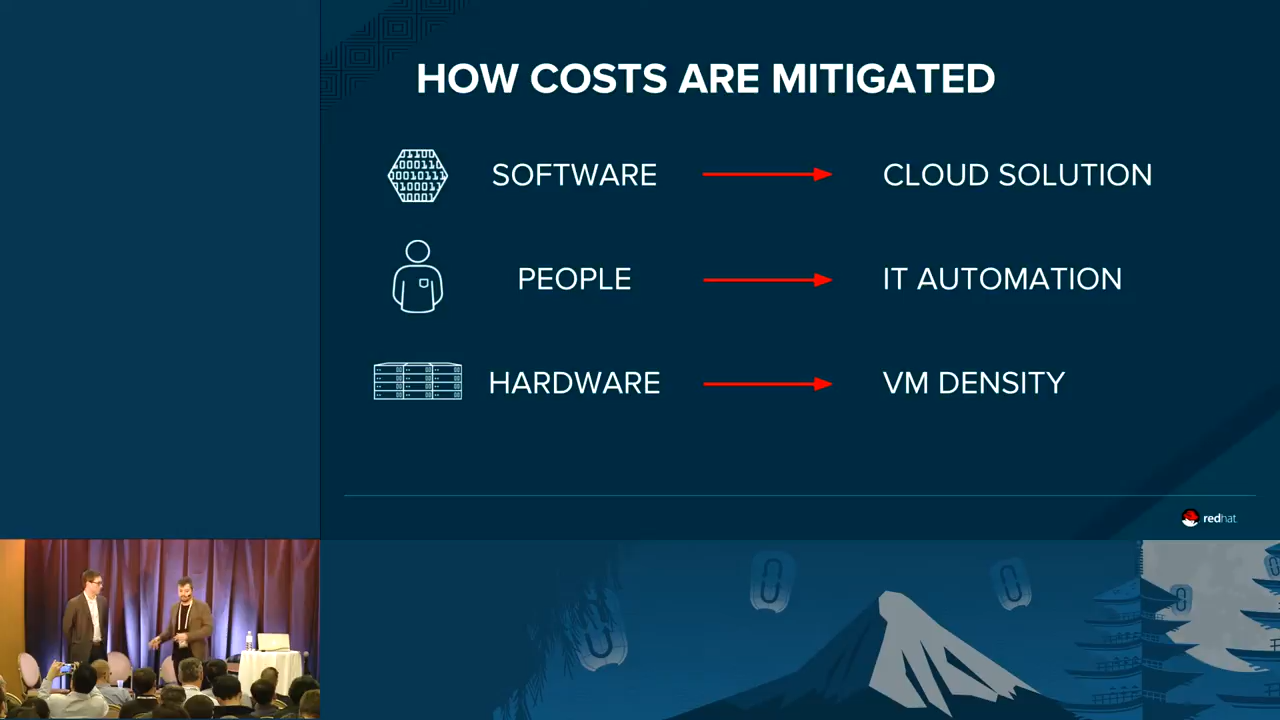 HOW COSTS ARE MITIGATED
SOFTWARE
CLOUD SOLUTION
PEOPLE
IT AUTOMATION
HARDWARE
VM DENSITY
redhat